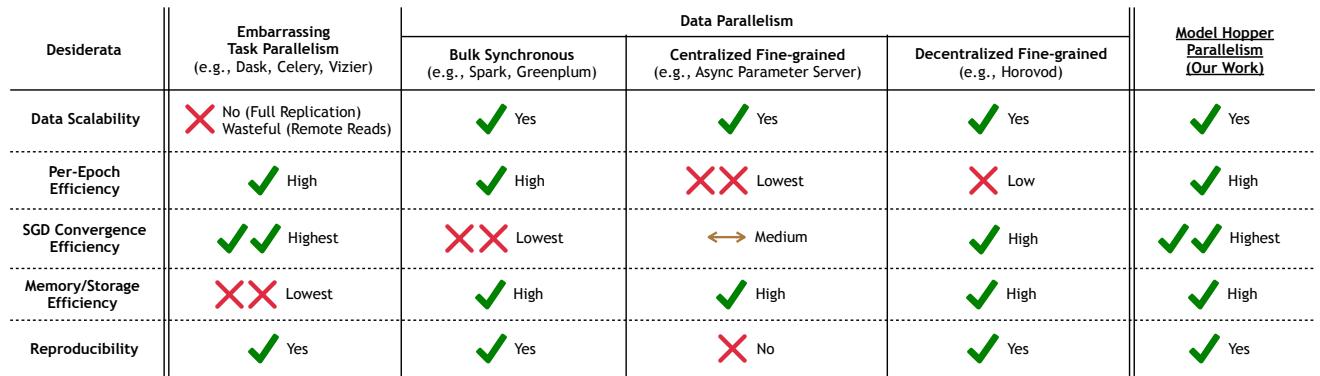 Desiderata
Embarrassing
Task Parallelism
(e.g., Dask, Celery, Vizier)
Data Parallelism
Bulk Synchronous
(e.g., Spark, Greenplum)
Centralized Fine-grained
(e.g., Async Parameter Server)
Decentralized Fine-grained
(e.g., Horovod)
Model Hopper
Parallelism
(Our Work)
Data Scalability
No (Full Replication)
Wasteful (Remote Reads)
Yes
Yes
Yes
Yes
Per-Epoch
Efficiency
High
High
Lowest
Low
High
SGD Convergence
Efficiency
Highest
Lowest
Medium
High
Highest
Memory/Storage
Efficiency
Lowest
High
High
High
High
Reproducibility
Yes
Yes
No
Yes
Yes